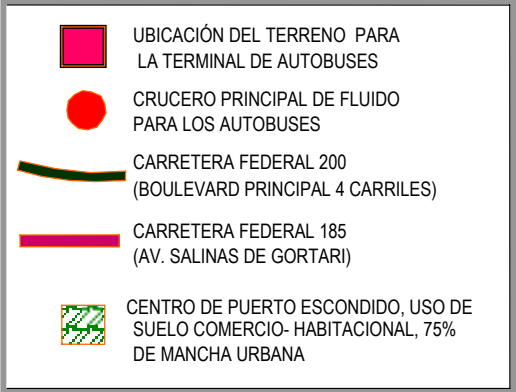 UBICACIÓN DEL TERRENO PARA
LA TERMINAL DE AUTOBUSES
CRUCERO PRINCIPAL DE FLUIDO
PARA LOS AUTOBUSES
CARRETERA FEDERAL 200
(BOULEVARD PRINCIPAL 4 CARRILES)
CARRETERA FEDERAL 185
(AV. SALINAS DE GORTARI)
CENTRO DE PUERTO ESCONDIDO, USO DE
SUELO COMERCIO- HABITACIONAL, 75%
DE MANCHA URBANA